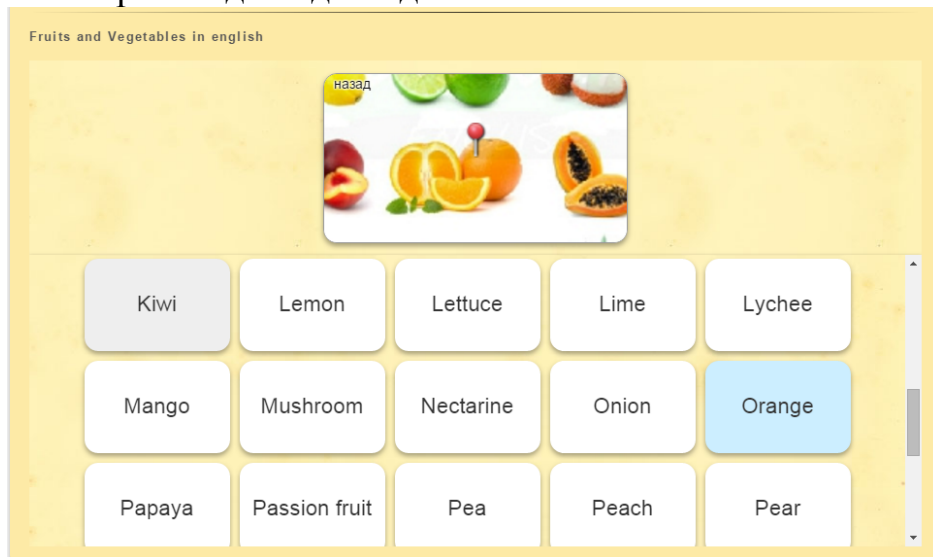 Fruits and Vegetables in english
назад
Kiwi Lemon Lettuce Lime Lychee
Mango Mushroom Nectarine Onion Orange
Papaya Passion fruit Pea Peach Pear